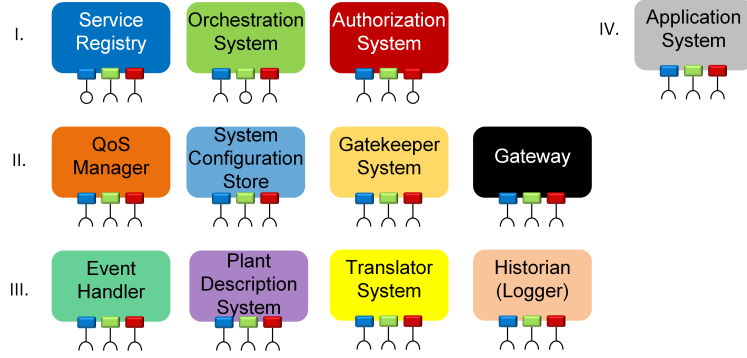 I.
Service
Registry
Orchestration
System
Authorization
System
IV.
Application
System
II.
QoS
Manager
System
Configuration
Store
Gatekeeper
System
Gateway
III.
Event
Handler
Plant
Description
System
Translator
System
Historian
(Logger)